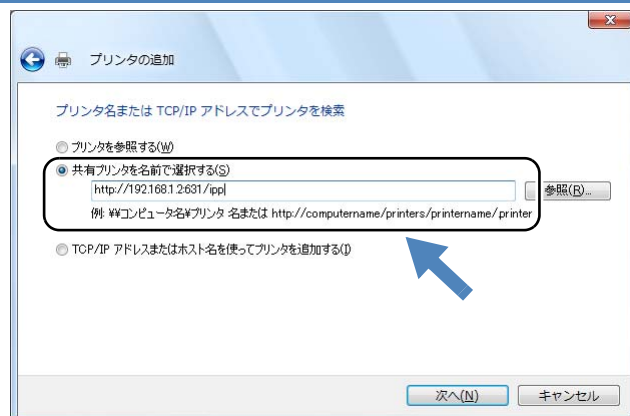 プリンタの追加
プリンタ名または TCP/IP アドレスでプリンタを検索
プリンタを参照する(W)
共有プリンタを名前で選択する(S)
http://192.168.1.2:631/ipp
参照(R)...
例: ¥¥コンピュータ名¥プリンタ 名または http://computername/printers/printername/printer
TCP/IP アドレスまたはホスト名を使ってプリンタを追加する(I)
次へ(N)
キャンセル